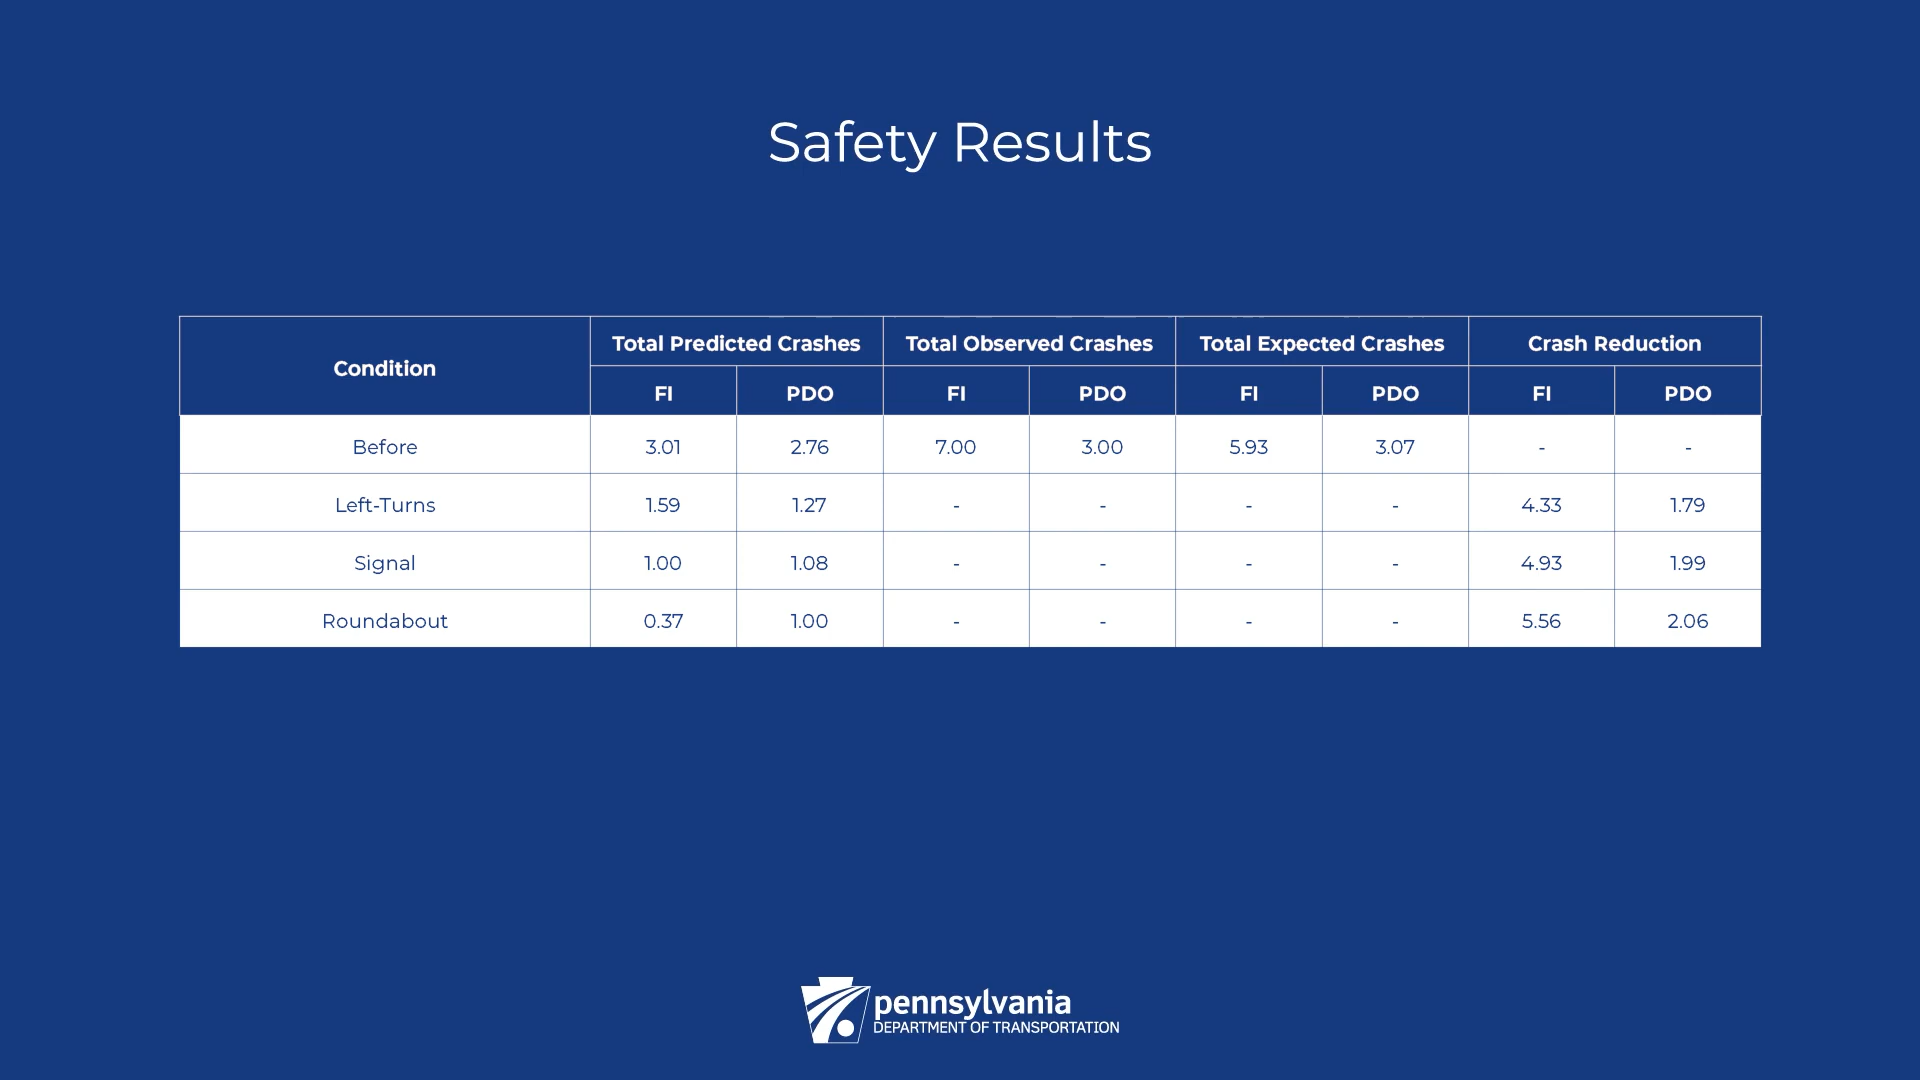 Safety Results
Condition Total Predicted Crashes Total Observed Crashes Total Expected Crashes Crash Reduction
FI PDO FI PDO FI PDO FI PDO
Before 3.01 2.76 7.00 3.00 5.93 3.07 - -
Left-Turns 1.59 1.27 - - - - 4.33 1.79
Signal 1.00 1.08 - - - - 4.93 1.99
Roundabout 0.37 1.00 - - - - 5.56 2.06
pennsylvania
DEPARTMENT OF TRANSPORTATION